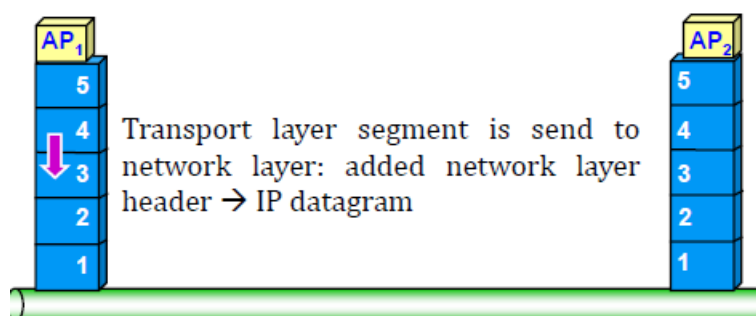 AP1
AP2
5
5
4
Transport layer segment is send to
4
3
network layer: added network layer
3
header → IP datagram
2
2
1
1